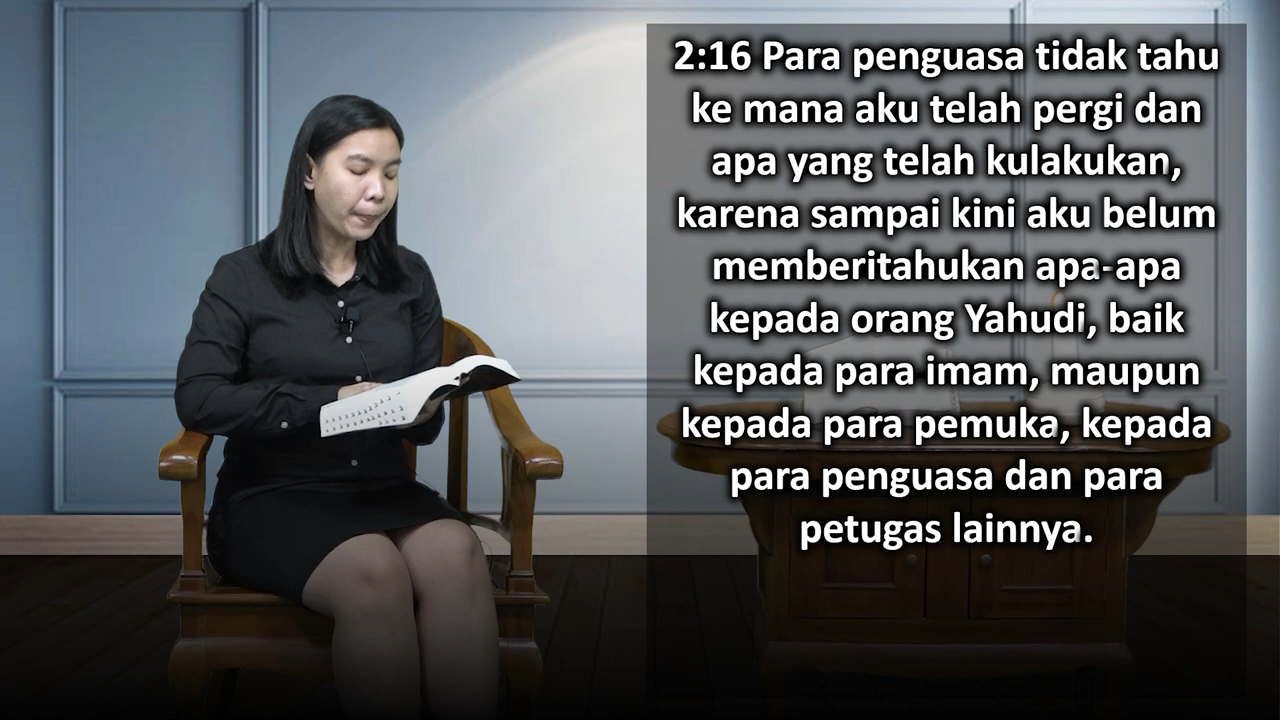 2:16 Para penguasa tidak tahu
ke mana aku telah pergi dan
apa yang telah kulakukan,
karena sampai kini aku belum
memberitahukan apa-apa
kepada orang Yahudi, baik
kepada para imam, maupun
kepada para pemuka, kepada
para penguasa dan para
petugas lainnya.